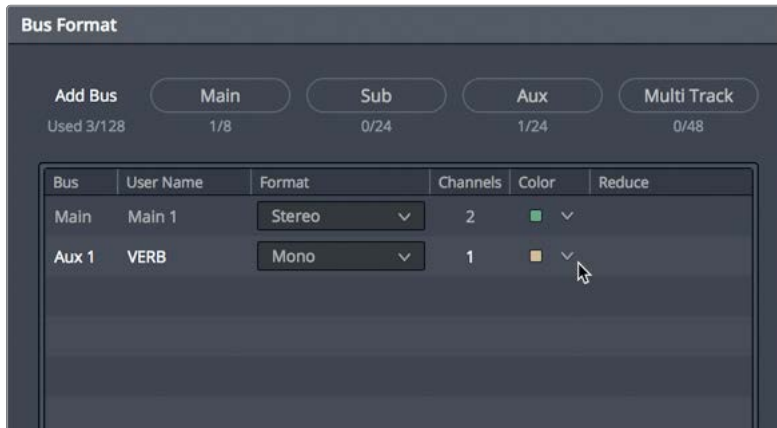 Bus Format
Add Bus Main Sub Aux Multi Track
Used 3/128 1/8 0/24 1/24 0/48
Bus User Name Format Channels Color Reduce
Main Main 1 Stereo 2
Aux 1 VERB Mono 1